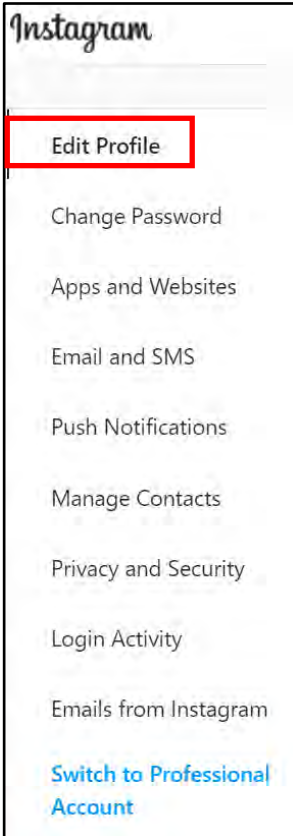 Instagram
Edit Profile
Change Password
Apps and Websites
Email and SMS
Push Notifications
Manage Contacts
Privacy and Security
Login Activity
Emails from Instagram
Switch to Professional
Account